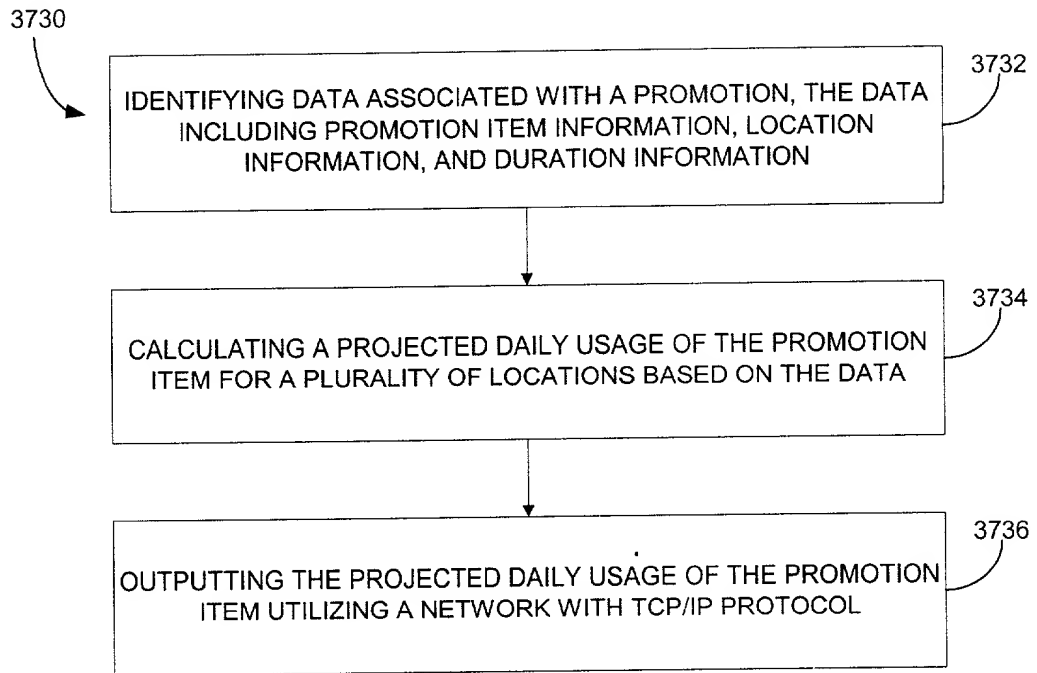 3730
3732
IDENTIFYING DATA ASSOCIATED WITH A PROMOTION, THE DATA
INCLUDING PROMOTION ITEM INFORMATION, LOCATION
INFORMATION, AND DURATION INFORMATION
3734
CALCULATING A PROJECTED DAILY USAGE OF THE PROMOTION
ITEM FOR A PLURALITY OF LOCATIONS BASED ON THE DATA
3736
OUTPUTTING THE PROJECTED DAILY USAGE OF THE PROMOTION
ITEM UTILIZING A NETWORK WITH TCP/IP PROTOCOL